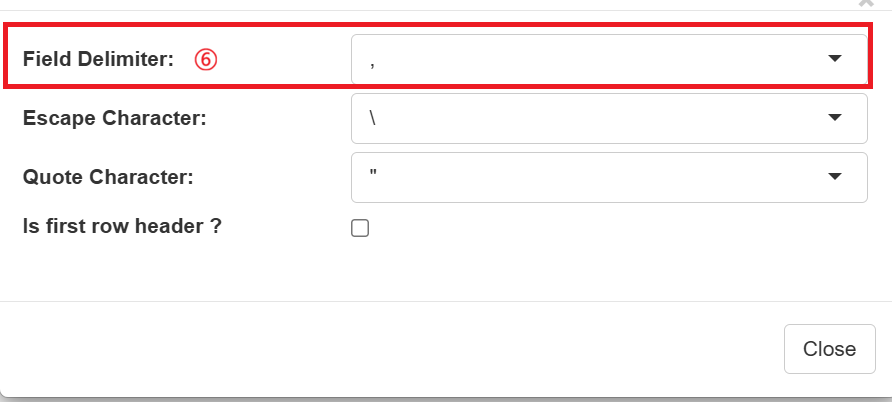 Field Delimiter: ⑥ ,
Escape Character: \
Quote Character: "
Is first row header ?
Close